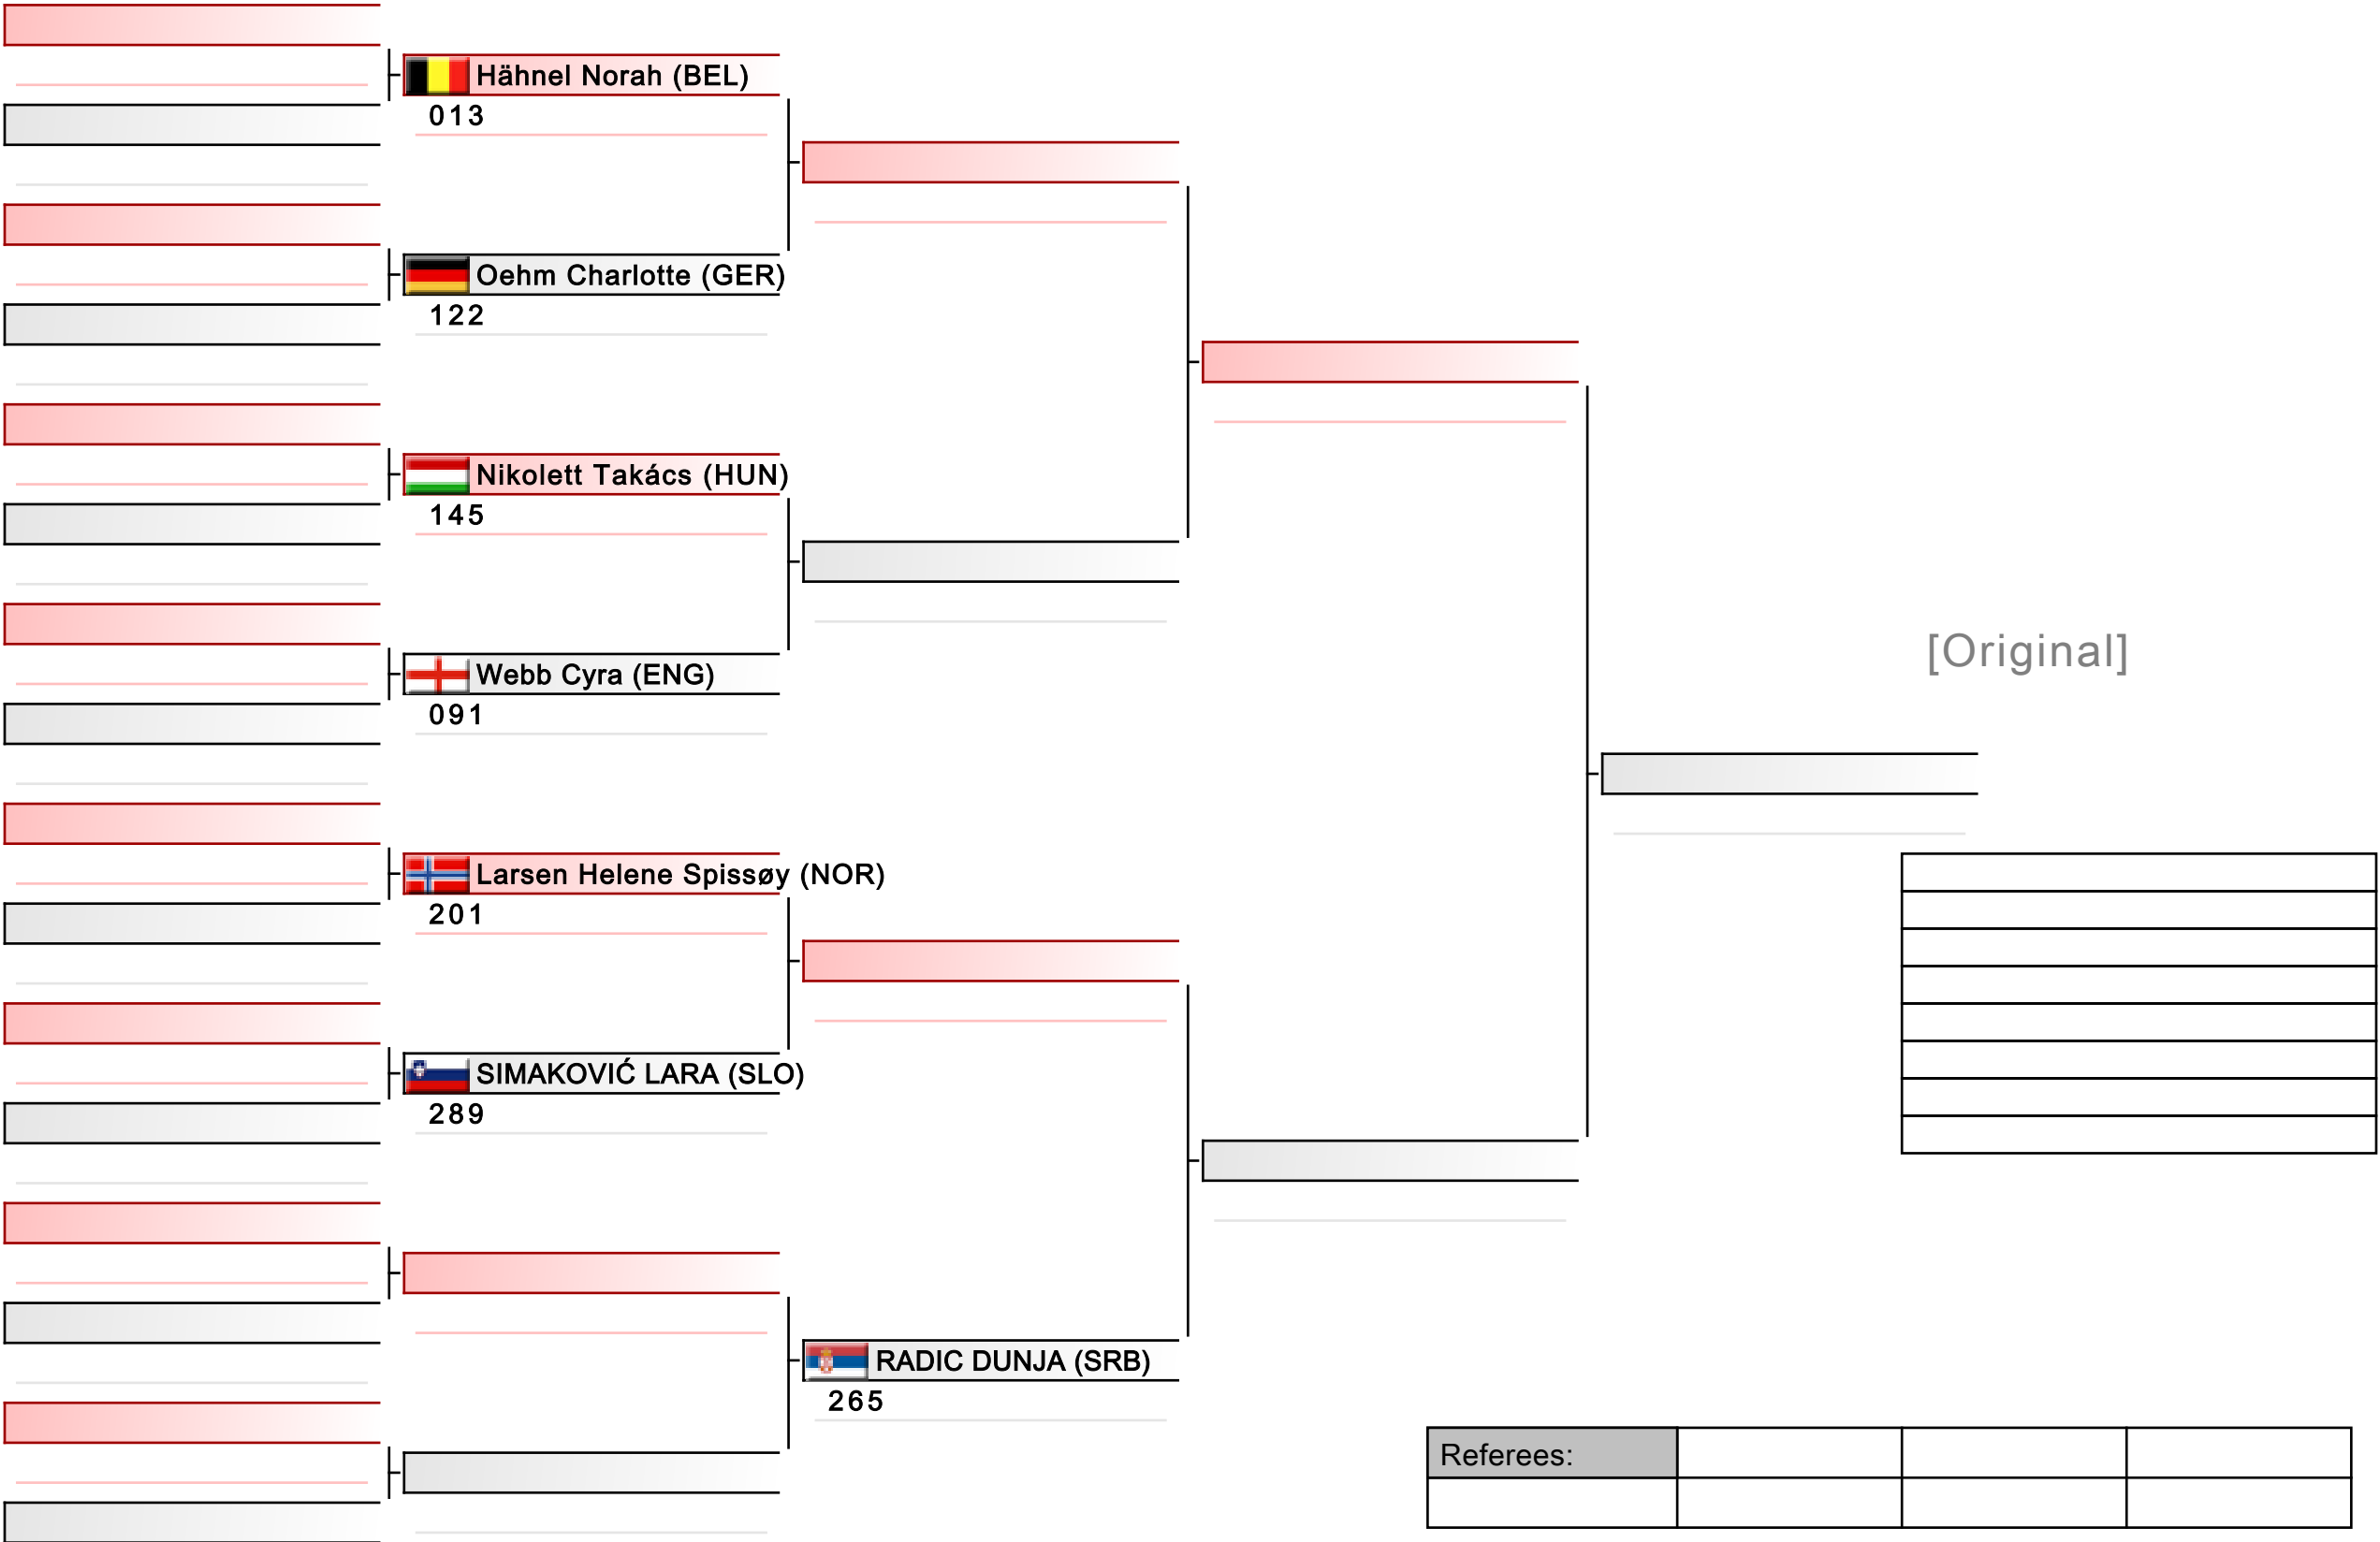 Hähnel Norah (BEL)
013
Oehm Charlotte (GER)
122
Nikolett Takács (HUN)
145
Webb Cyra (ENG)
091
Larsen Helene Spissøy (NOR)
201
SIMAKOVIĆ LARA (SLO)
289
RADIC DUNJA (SRB)
265
[Original]
Referees: